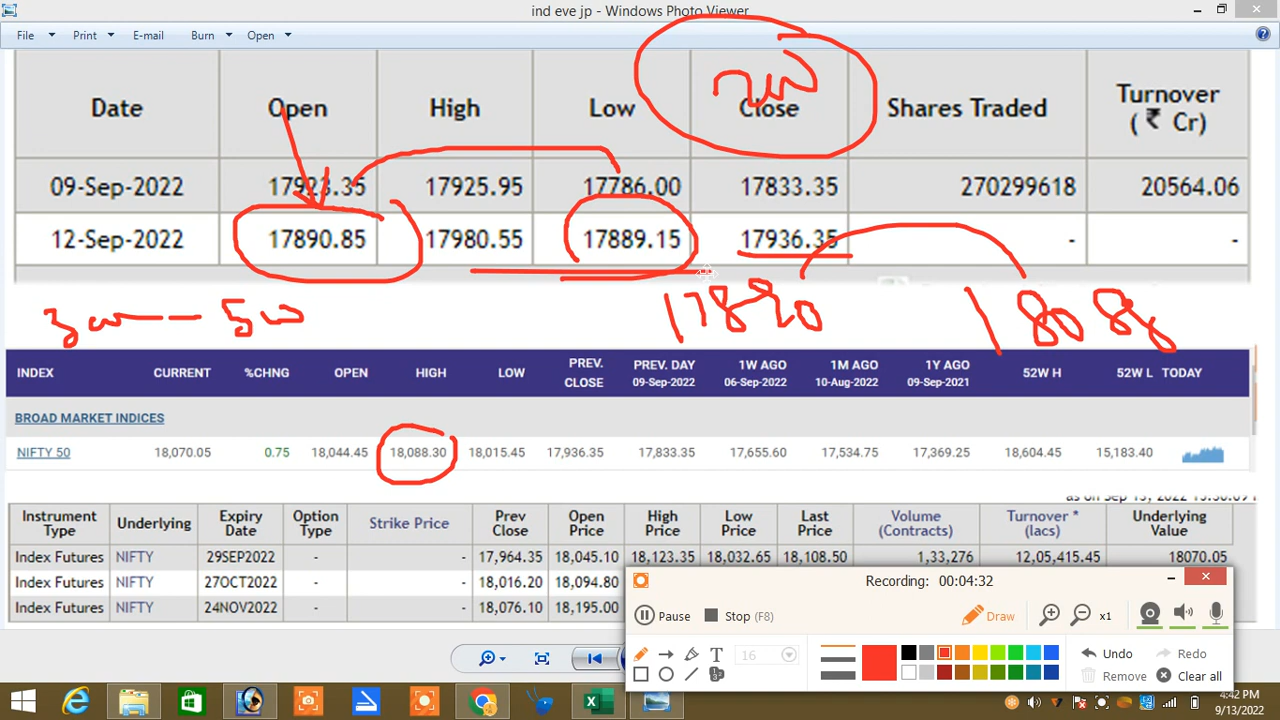 ind eve jp - Windows Photo Viewer
File Print E-mail Burn Open
Date Open High Low Close Shares Traded Turnover ( ₹ Cr)
09-Sep-2022 17923.35 17925.95 17786.00 17833.35 270299618 20564.06
12-Sep-2022 17890.85 17980.55 17889.15 17936.35 - -
INDEX CURRENT %CHNG OPEN HIGH LOW PREV. CLOSE PREV. DAY 09-Sep-2022 1W AGO 06-Sep-2022 1M AGO 10-Aug-2022 1Y AGO 09-Sep-2021 52W H 52W L TODAY
BROAD MARKET INDICES
NIFTY 50 18,070.05 0.75 18,044.45 18,088.30 18,015.45 17,936.35 17,833.35 17,655.60 17,534.75 17,369.25 18,604.45 15,183.40
Instrument Type Underlying Expiry Date Option Type Strike Price Prev Close Open Price High Price Low Price Last Price Volume (Contracts) Turnover * (lacs) Underlying Value
Index Futures NIFTY 29SEP2022 - - 17,964.35 18,045.10 18,123.35 18,032.65 18,108.50 1,33,276 12,05,415.45 18070.05
Index Futures NIFTY 27OCT2022 - - 18,016.20 18,094.80
Index Futures NIFTY 24NOV2022 - - 18,076.10 18,195.00
Recording: 00:04:32
Pause Stop (F8) Draw x1
T 16 Undo Redo
Remove Clear all
4:42 PM
9/13/2022